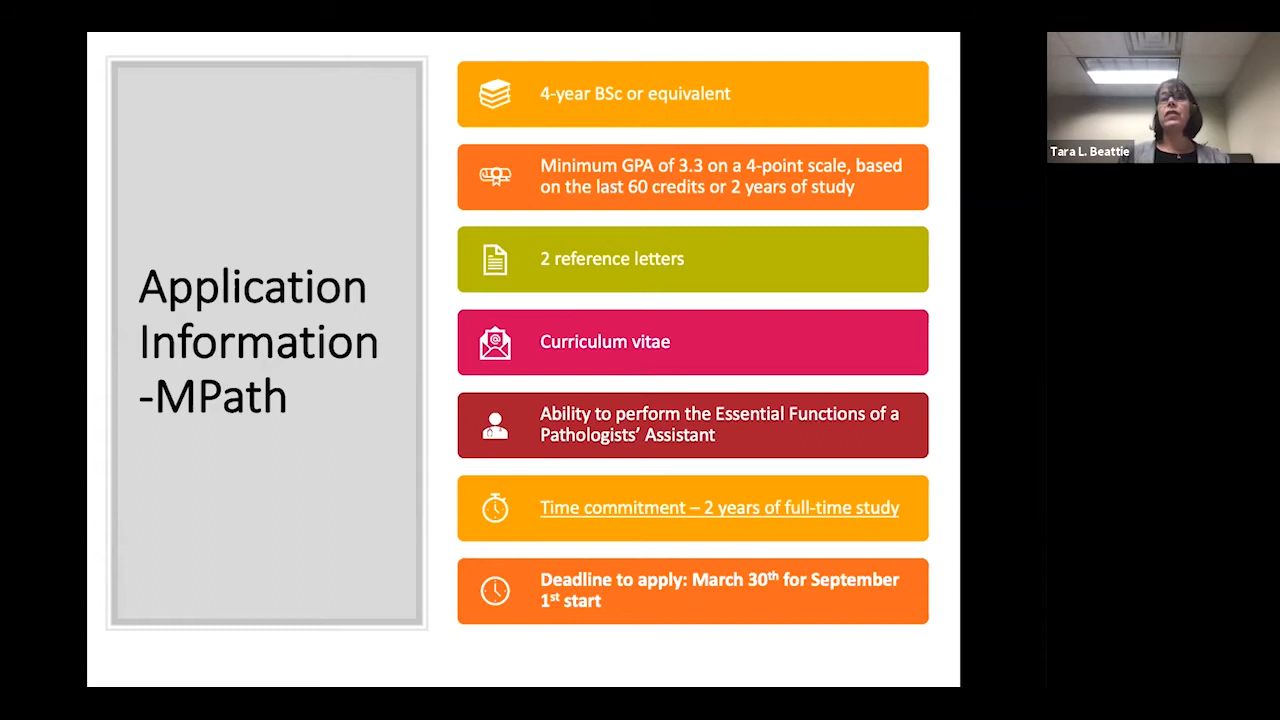 Application
Information
-MPath
4-year BSc or equivalent
Minimum GPA of 3.3 on a 4-point scale, based
on the last 60 credits or 2 years of study
2 reference letters
Curriculum vitae
Ability to perform the Essential Functions of a
Pathologists’ Assistant
Time commitment – 2 years of full-time study
Deadline to apply: March 30th for September
1st start
Tara L. Beattie